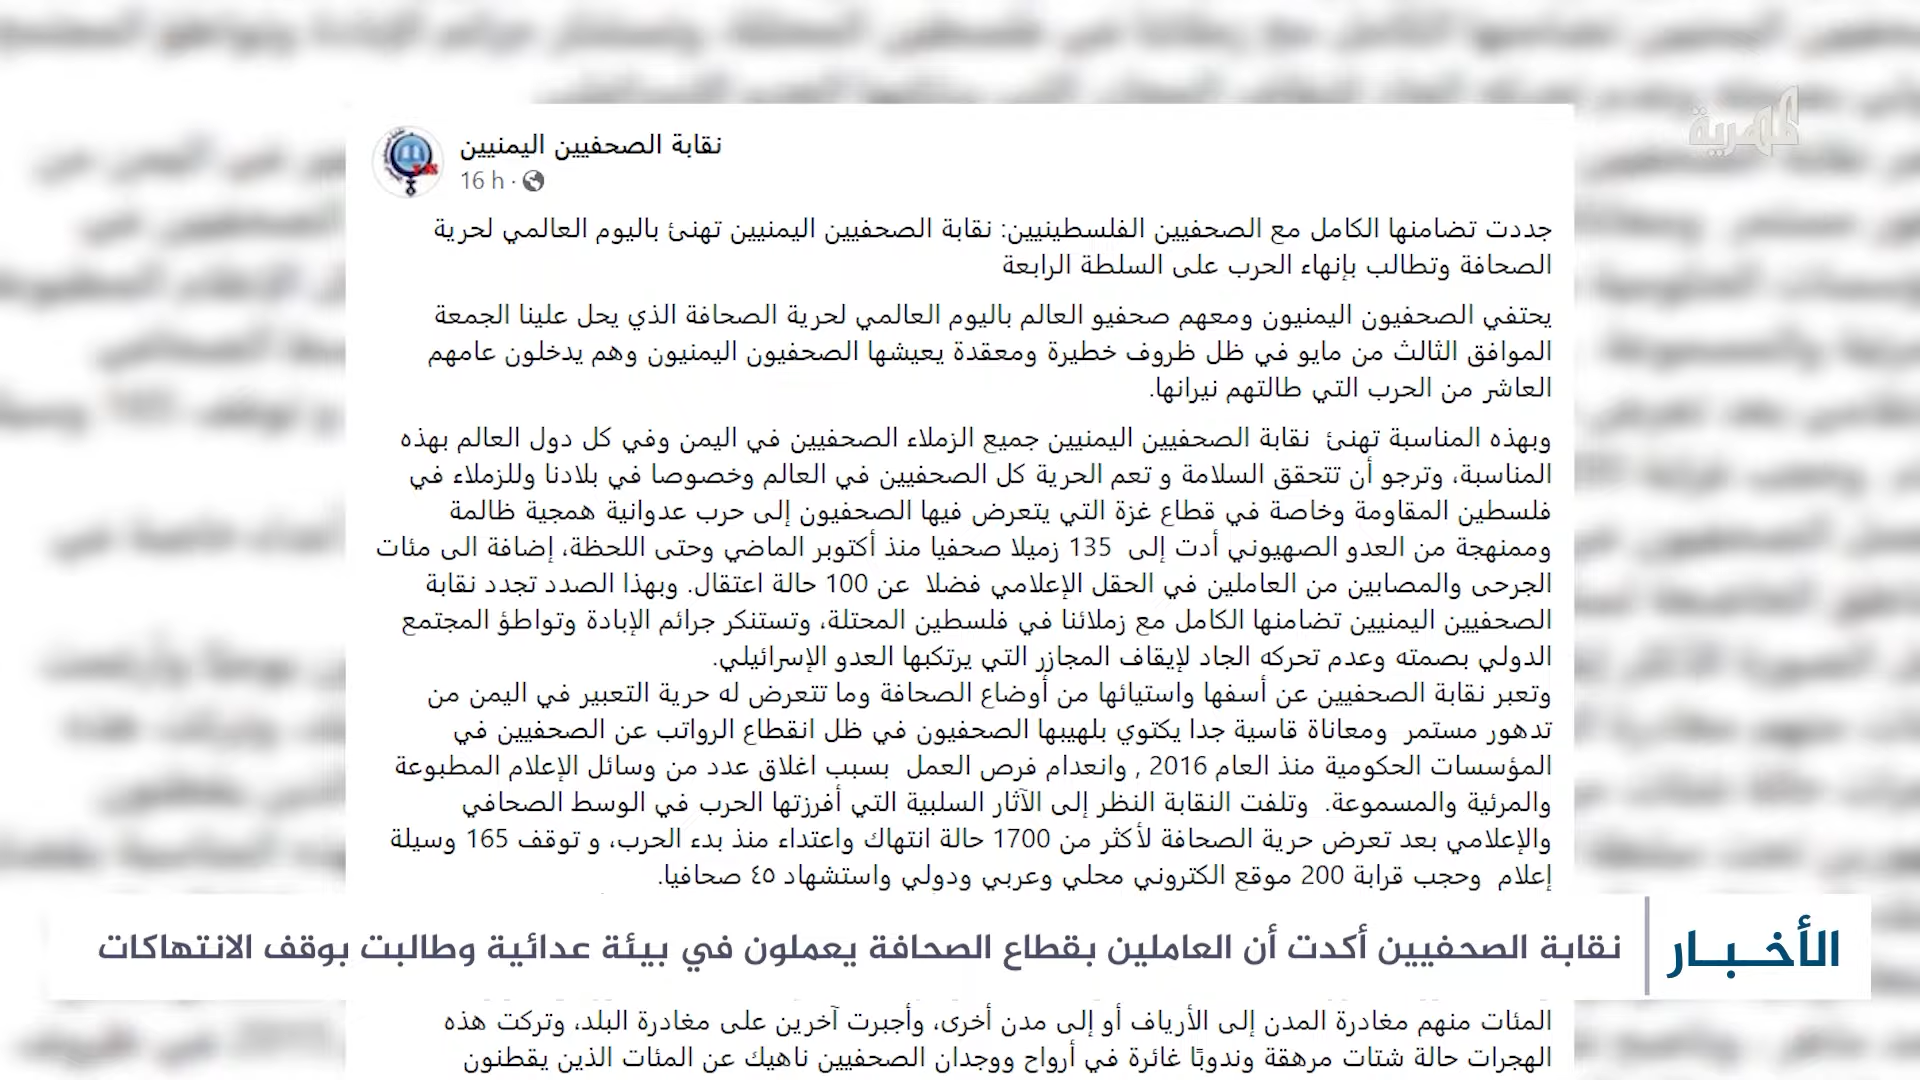 المهرية
نقابة الصحفيين اليمنيين
16 h ·
جددت تضامنها الكامل مع الصحفيين الفلسطينيين: نقابة الصحفيين اليمنيين تهنئ باليوم العالمي لحرية
الصحافة وتطالب بإنهاء الحرب على السلطة الرابعة
يحتفي الصحفيون اليمنيون ومعهم صحفيو العالم باليوم العالمي لحرية الصحافة الذي يحل علينا الجمعة
الموافق الثالث من مايو في ظل ظروف خطيرة ومعقدة يعيشها الصحفيون اليمنيون وهم يدخلون عامهم
العاشر من الحرب التي طالتهم نيرانها.
وبهذه المناسبة تهنئ  نقابة الصحفيين اليمنيين جميع الزملاء الصحفيين في اليمن وفي كل دول العالم بهذه
المناسبة، وترجو أن تتحقق السلامة و تعم الحرية كل الصحفيين في العالم وخصوصا في بلادنا وللزملاء في
فلسطين المقاومة وخاصة في قطاع غزة التي يتعرض فيها الصحفيون إلى حرب عدوانية همجية ظالمة
وممنهجة من العدو الصهيوني أدت إلى  135 زميلا صحفيا منذ أكتوبر الماضي وحتى اللحظة، إضافة الى مئات
الجرحى والمصابين من العاملين في الحقل الإعلامي فضلا  عن 100 حالة اعتقال. وبهذا الصدد تجدد نقابة
الصحفيين اليمنيين تضامنها الكامل مع زملائنا في فلسطين المحتلة، وتستنكر جرائم الإبادة وتواطؤ المجتمع
الدولي بصمته وعدم تحركه الجاد لإيقاف المجازر التي يرتكبها العدو الإسرائيلي.
وتعبر نقابة الصحفيين عن أسفها واستيائها من أوضاع الصحافة وما تتعرض له حرية التعبير في اليمن من
تدهور مستمر  ومعاناة قاسية جدا يكتوي بلهيبها الصحفيون في ظل انقطاع الرواتب عن الصحفيين في
المؤسسات الحكومية منذ العام 2016 , وانعدام فرص العمل  بسبب اغلاق عدد من وسائل الإعلام المطبوعة
والمرئية والمسموعة.  وتلفت النقابة النظر إلى الآثار السلبية التي أفرزتها الحرب في الوسط الصحافي
والإعلامي بعد تعرض حرية الصحافة لأكثر من 1700 حالة انتهاك واعتداء منذ بدء الحرب، و توقف 165 وسيلة
إعلام  وحجب قرابة 200 موقع الكتروني محلي وعربي ودولي واستشهاد ٤٥ صحافيا.
الأخبار
نقابة الصحفيين أكدت أن العاملين بقطاع الصحافة يعملون في بيئة عدائية وطالبت بوقف الانتهاكات
المئات منهم مغادرة المدن إلى الأرياف أو إلى مدن أخرى، وأجبرت آخرين على مغادرة البلد، وتركت هذه
الهجرات حالة شتات مرهقة وندوبًا غائرة في أرواح ووجدان الصحفيين ناهيك عن المئات الذين يقطنون